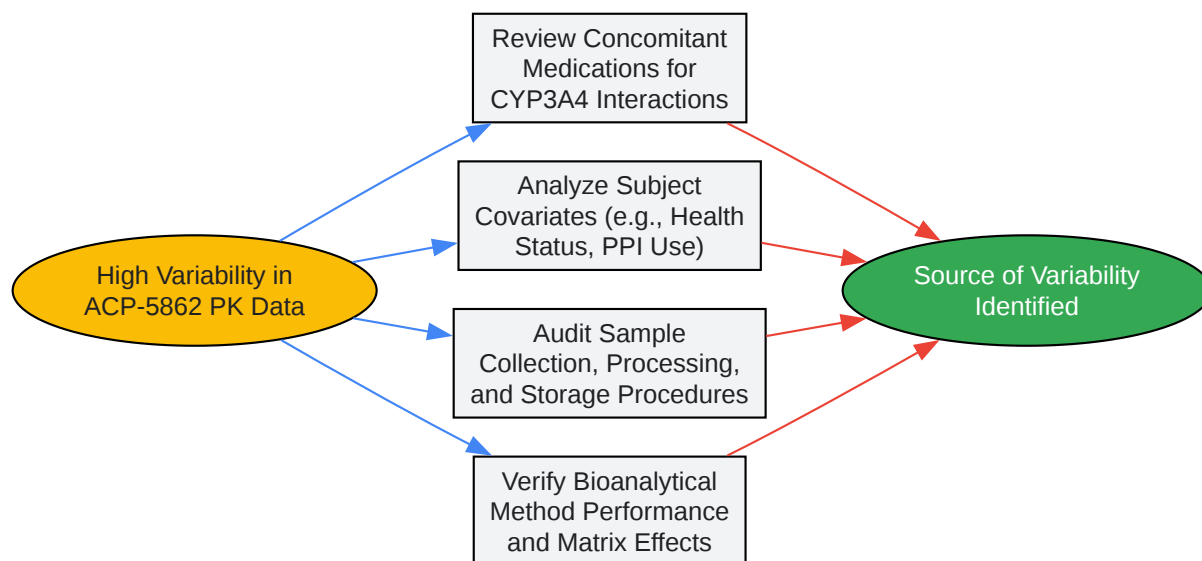 Review Concomitant
Medications for
CYP3A4 Interactions
Analyze Subject
Covariates (e.g., Health
Status, PPI Use)
High Variability in
ACP-5862 PK Data
Source of Variability
Identified
Audit Sample
Collection, Processing,
and Storage Procedures
Verify Bioanalytical
Method Performance
and Matrix Effects